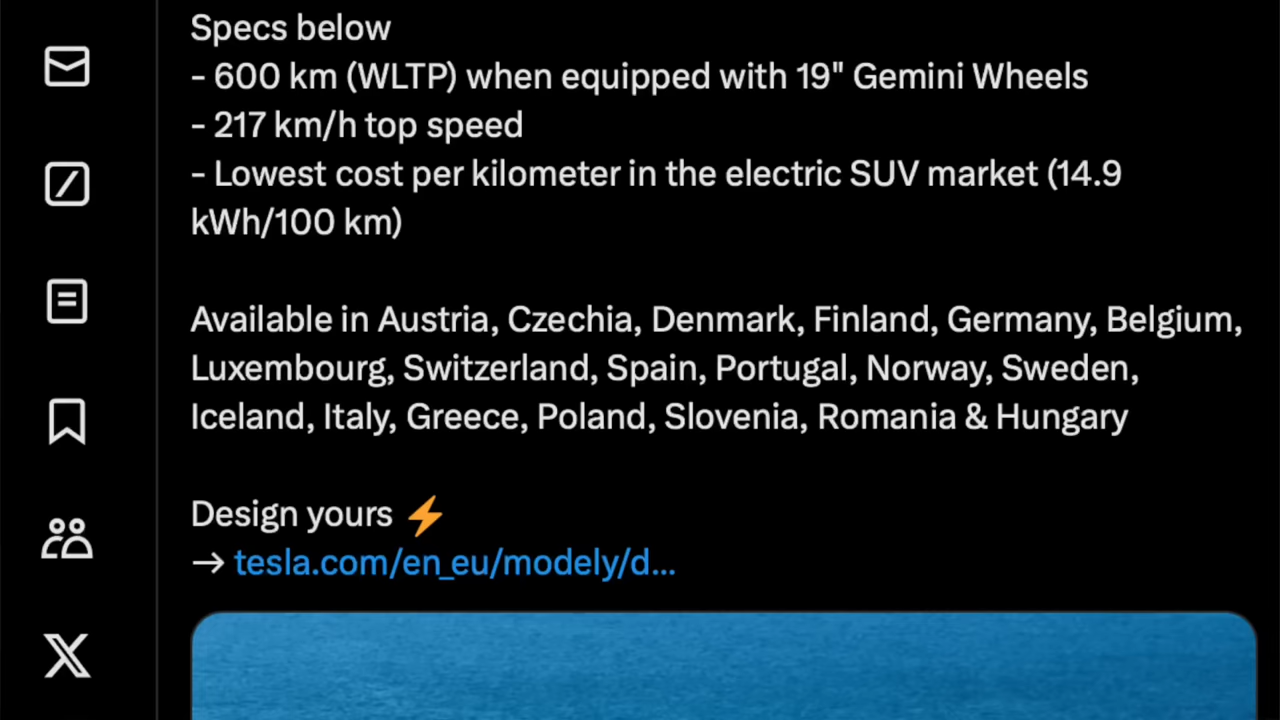 Specs below
- 600 km (WLTP) when equipped with 19" Gemini Wheels
- 217 km/h top speed
- Lowest cost per kilometer in the electric SUV market (14.9
kWh/100 km)
Available in Austria, Czechia, Denmark, Finland, Germany, Belgium,
Luxembourg, Switzerland, Spain, Portugal, Norway, Sweden,
Iceland, Italy, Greece, Poland, Slovenia, Romania & Hungary
Design yours ⚡
→ tesla.com/en_eu/modely/d...